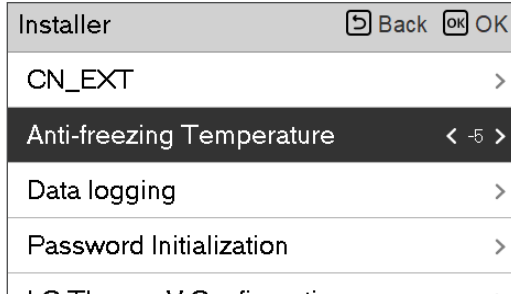 Installer Back OK OK
CN_EXT
Anti-freezing Temperature -5
Data logging
Password Initialization